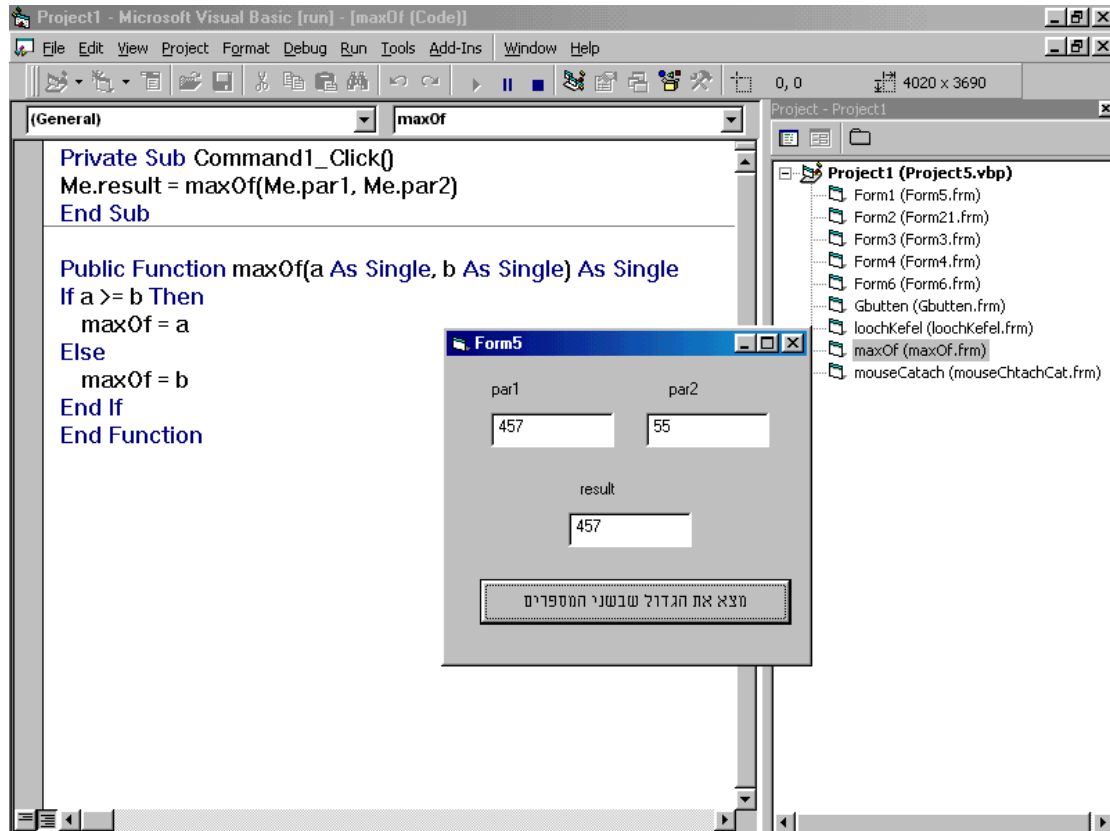 Project1 - Microsoft Visual Basic [run] - [maxOf (Code)]
File Edit View Project Format Debug Run Tools Add-Ins Window Help
0, 0 4020 x 3690
(General) maxOf
Private Sub Command1_Click()
Me.result = maxOf(Me.par1, Me.par2)
End Sub
Public Function maxOf(a As Single, b As Single) As Single
If a >= b Then
maxOf = a
Else
maxOf = b
End If
End Function
Form5
par1 par2
457 55
result
457
מצא את הגדול שבשני המספרים
Project - Project1
Project1 (Project5.vbp)
Form1 (Form5.frm)
Form2 (Form21.frm)
Form3 (Form3.frm)
Form4 (Form4.frm)
Form6 (Form6.frm)
Gbutten (Gbutten.frm)
loochKefel (loochKefel.frm)
maxOf (maxOf.frm)
mouseCatach (mouseChtachCat.frm)